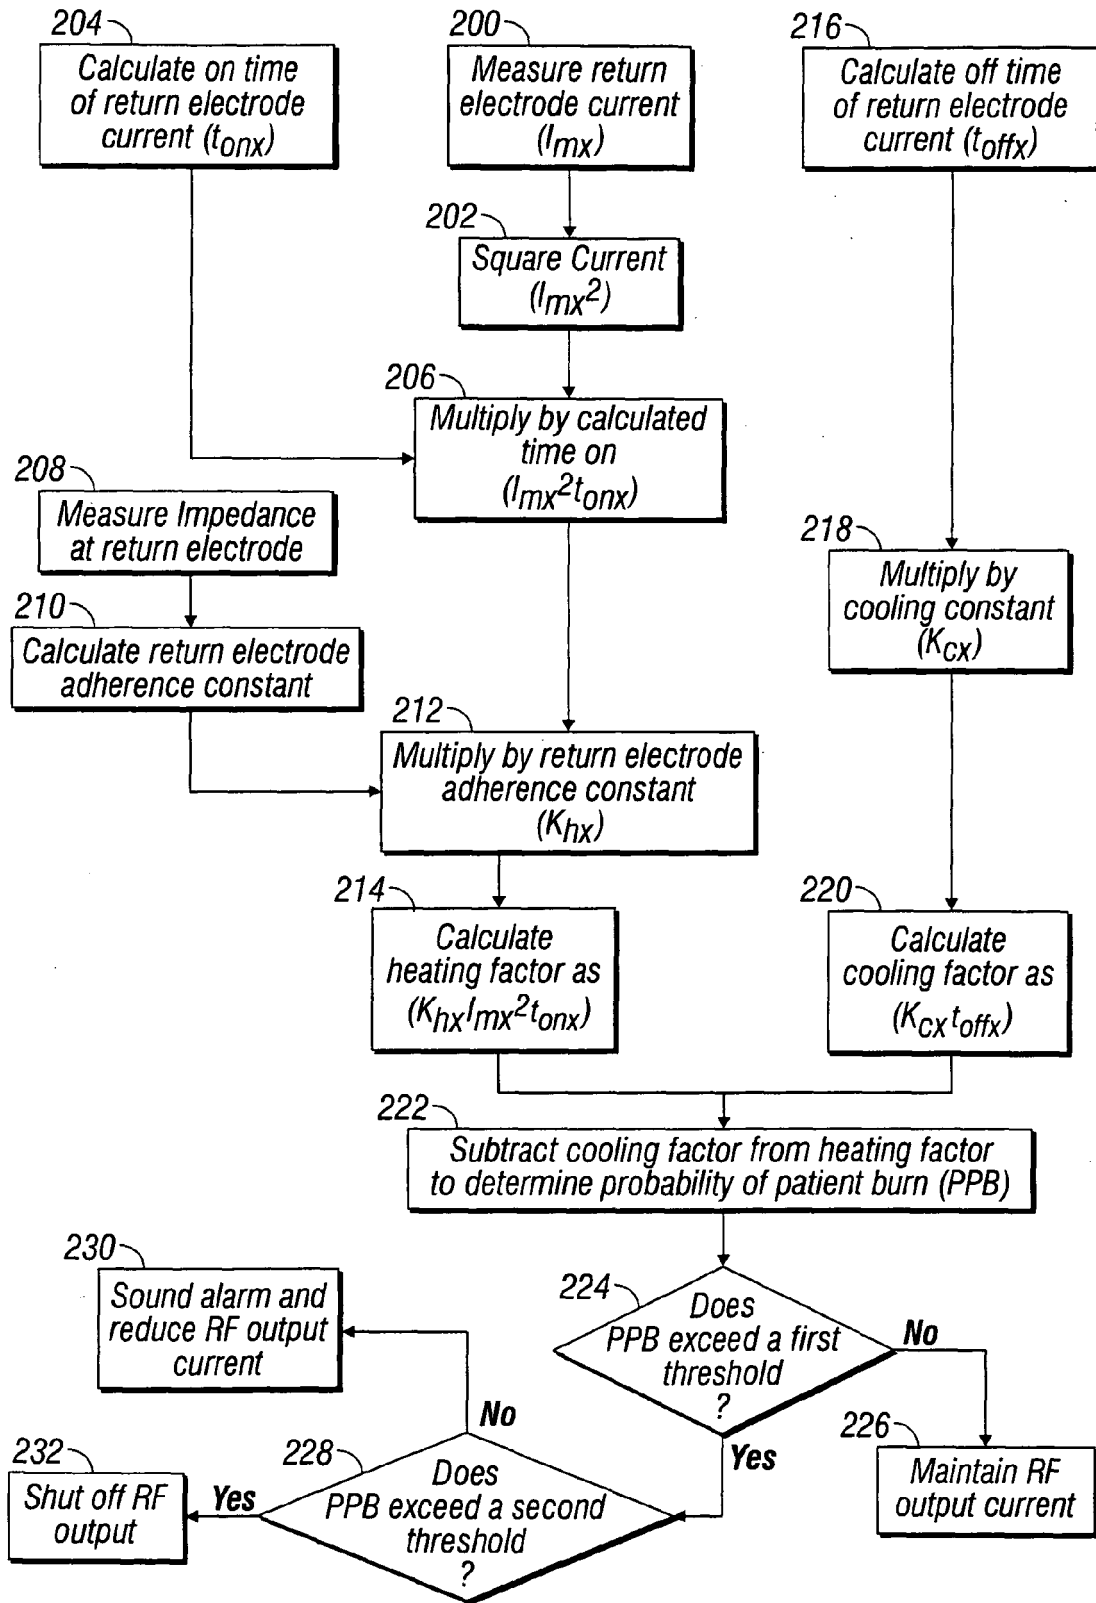 204
Calculate on time
of return electrode
current (tonx)
200
Measure return
electrode current
(Imx)
216
Calculate off time
of return electrode
current (toffx)
202
Square Current
(Imx²)
206
Multiply by calculated
time on
(Imx²tonx)
208
Measure Impedance
at return electrode
210
Calculate return electrode
adherence constant
218
Multiply by
cooling constant
(Kcx)
212
Multiply by return electrode
adherence constant
(Khx)
214
Calculate
heating factor as
(KhxImx²tonx)
220
Calculate
cooling factor as
(Kcxtoffx)
222
Subtract cooling factor from heating factor
to determine probability of patient burn (PPB)
224
Does
PPB exceed a first
threshold
?
No
Yes
226
Maintain RF
output current
228
Does
PPB exceed a second
threshold
?
No
Yes
230
Sound alarm and
reduce RF output
current
232
Shut off RF
output